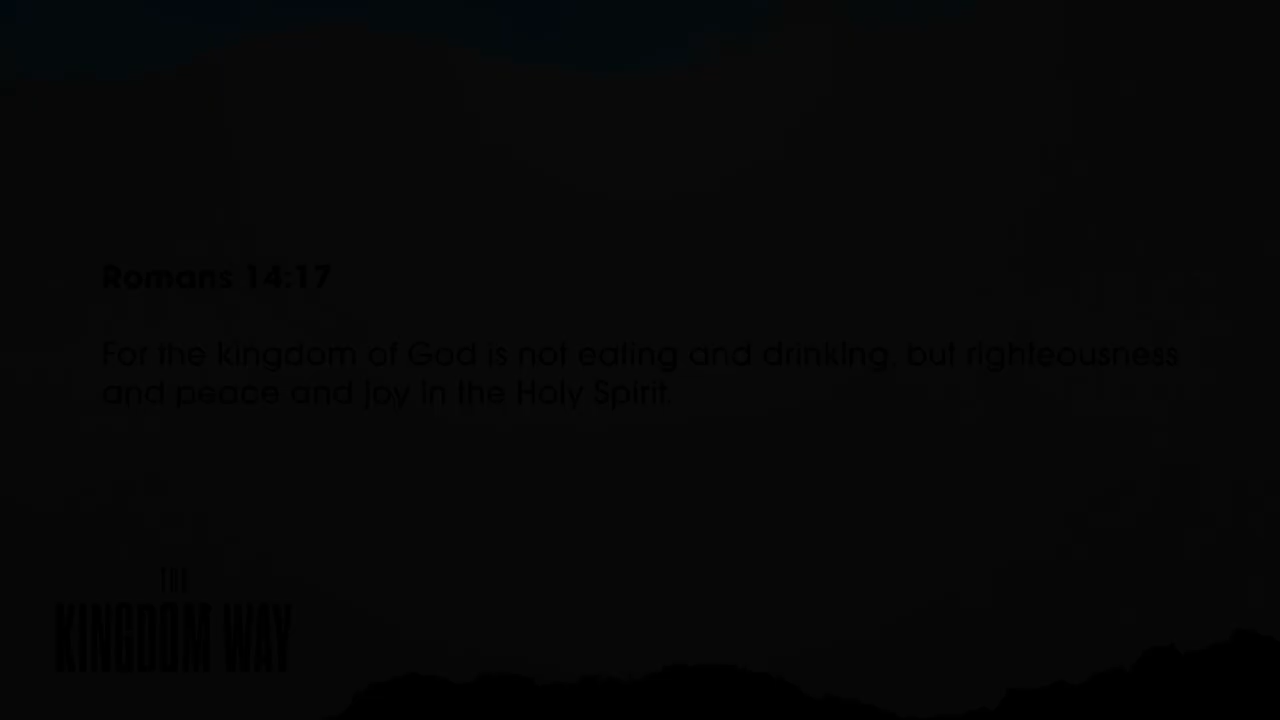 Romans 14:17
For the kingdom of God is not eating and drinking, but righteousness
and peace and joy in the Holy Spirit.
THE
KINGDOM WAY